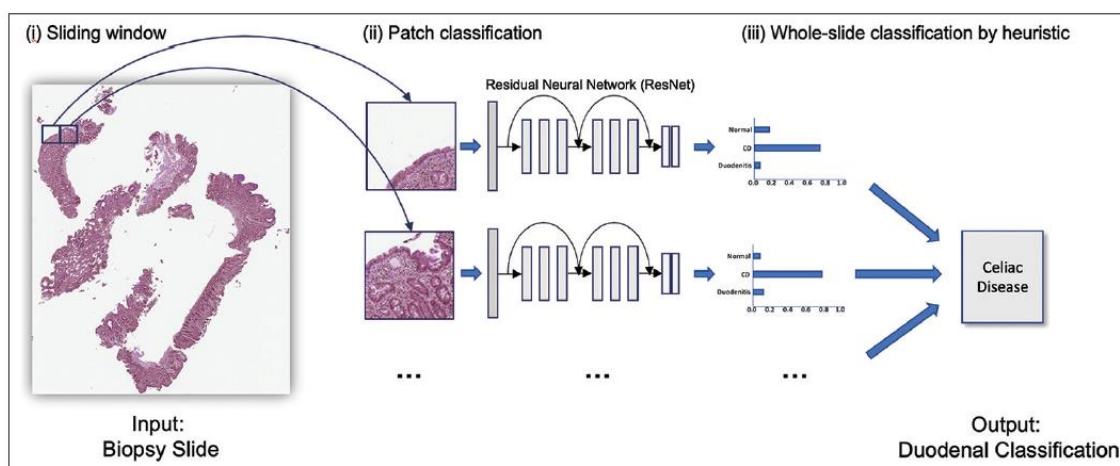 (i) Sliding window
(ii) Patch classification
(iii) Whole-slide classification by heuristic
Residual Neural Network (ResNet)
Normal
CD
Duodenitis
0.0 0.2 0.4 0.6 0.8 1.0
Normal
CD
Duodenitis
0.0 0.2 0.4 0.6 0.8 1.0
Celiac
Disease
... ... ...
Input:
Biopsy Slide
Output:
Duodenal Classification